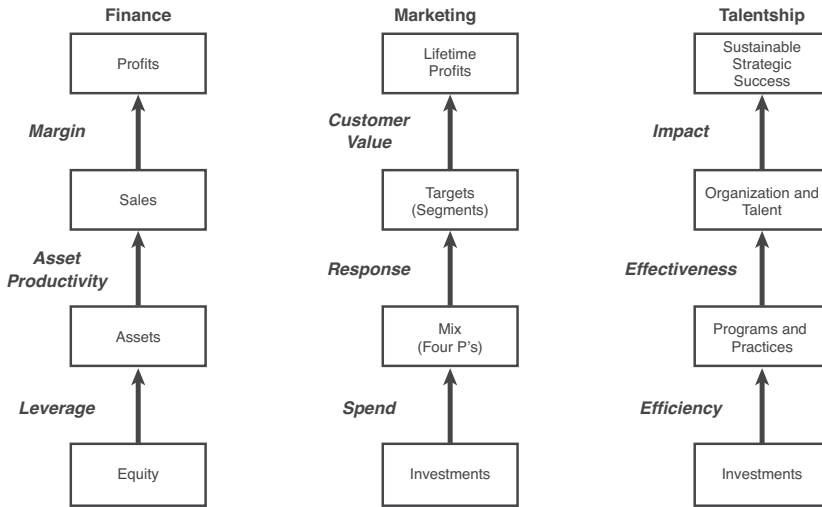 Finance
Profits
Margin
Sales
Asset
Productivity
Assets
Leverage
Equity
Marketing
Lifetime
Profits
Customer
Value
Targets
(Segments)
Response
Mix
(Four P's)
Spend
Investments
Talentship
Sustainable
Strategic
Success
Impact
Organization and
Talent
Effectiveness
Programs and
Practices
Efficiency
Investments